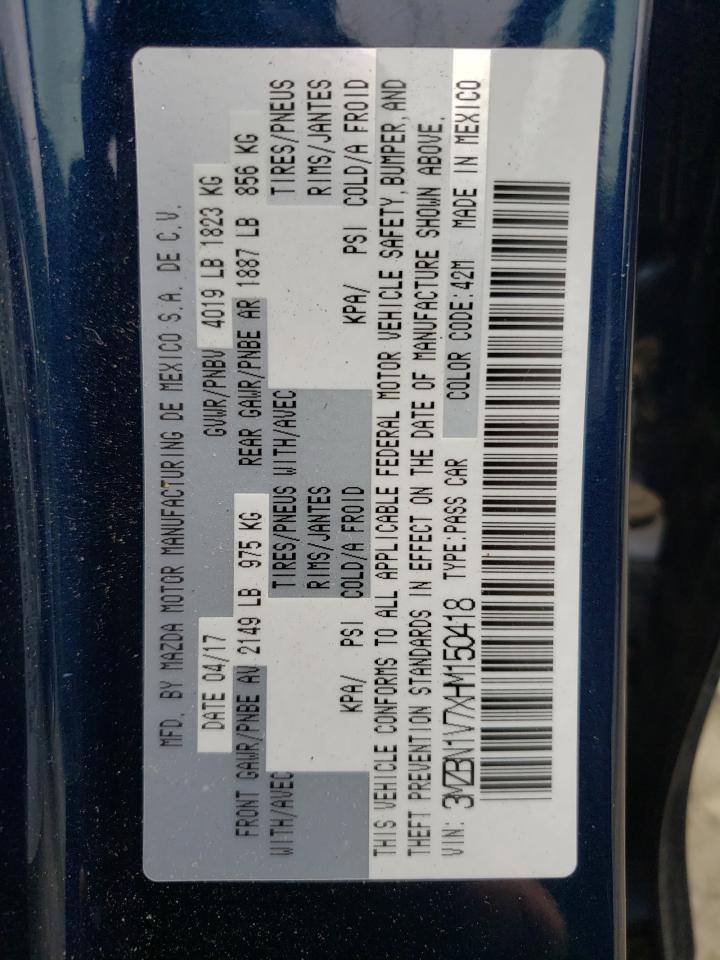 MFD. BY MAZDA MOTOR MANUFACTURING DE MEXICO S.A. DE C.V.
DATE 04/17 GVWR/PNBV 4019 LB 1823 KG
FRONT GAWR/PNBE AV 2149 LB 975 KG REAR GAWR/PNBE AR 1887 LB 856 KG
WITH/AVEC TIRES/PNEUS WITH/AVEC TIRES/PNEUS
RIMS/JANTES RIMS/JANTES
KPA/ PSI COLD/A FROID KPA/ PSI COLD/A FROID
THIS VEHICLE CONFORMS TO ALL APPLICABLE FEDERAL MOTOR VEHICLE SAFETY, BUMPER, AND
THEFT PREVENTION STANDARDS IN EFFECT ON THE DATE OF MANUFACTURE SHOWN ABOVE.
VIN: 3MZBN1V7XHM150418 TYPE:PASS CAR COLOR CODE:42M MADE IN MEXICO